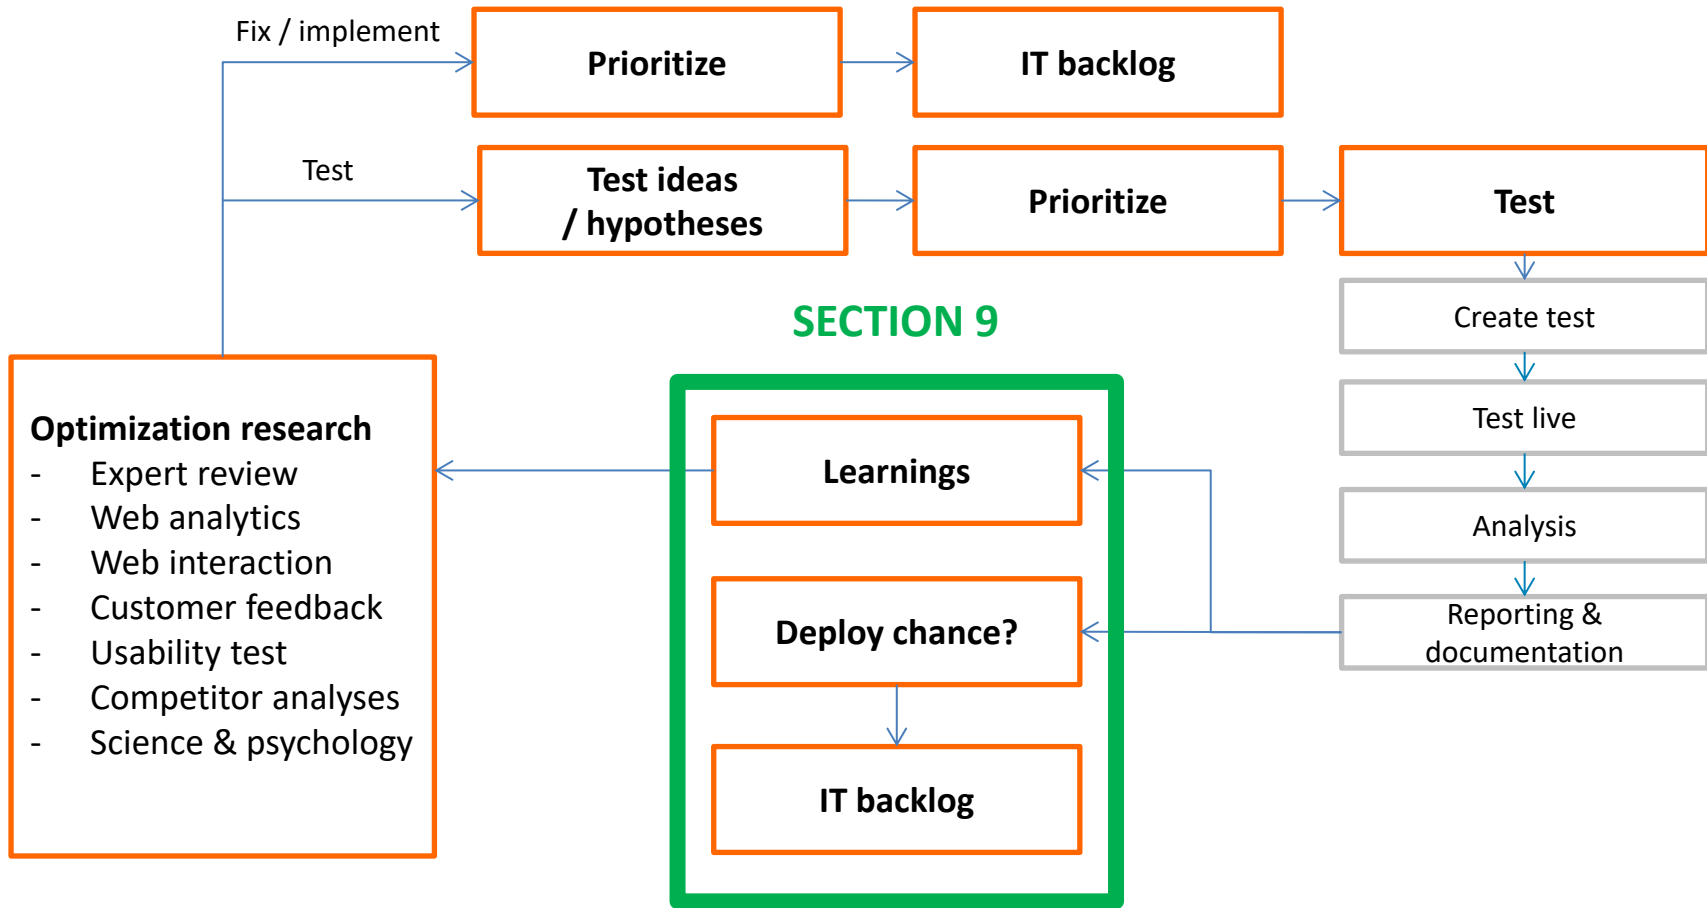 Fix / implement
Prioritize
IT backlog
Test
Test ideas
/ hypotheses
Prioritize
Test
Create test
Test live
Analysis
Reporting &
documentation
SECTION 9
Learnings
Deploy chance?
IT backlog
Optimization research
- Expert review
- Web analytics
- Web interaction
- Customer feedback
- Usability test
- Competitor analyses
- Science & psychology